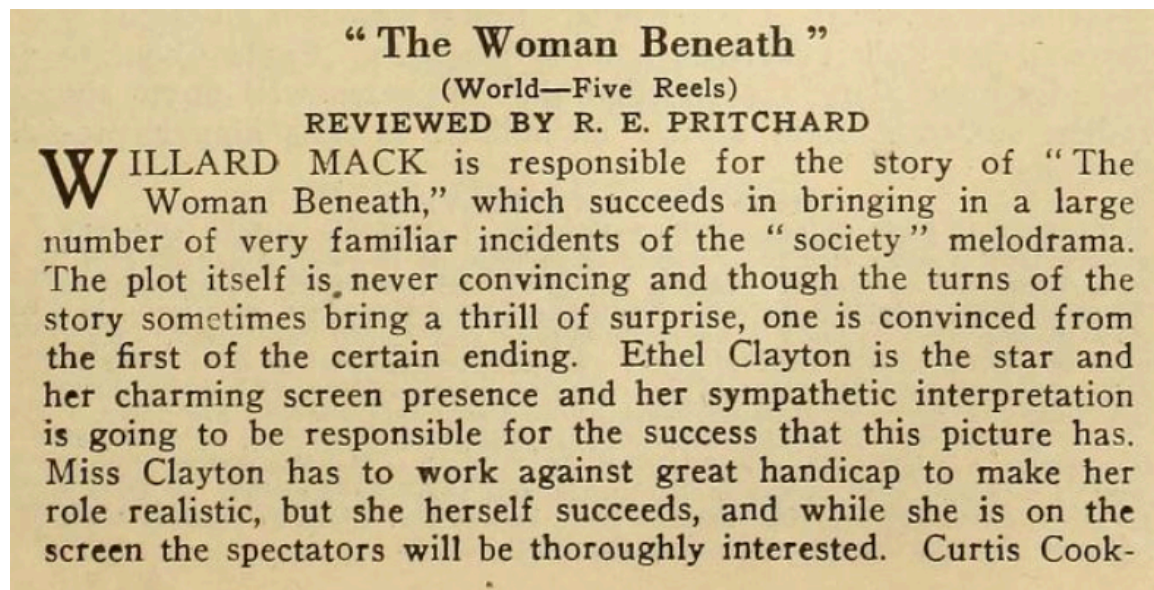 “ The Woman Beneath ”
(World—Five Reels)
REVIEWED BY R. E. PRITCHARD
WILLARD MACK is responsible for the story of “ The
Woman Beneath,” which succeeds in bringing in a large
number of very familiar incidents of the “ society ” melodrama.
The plot itself is never convincing and though the turns of the
story sometimes bring a thrill of surprise, one is convinced from
the first of the certain ending. Ethel Clayton is the star and
her charming screen presence and her sympathetic interpretation
is going to be responsible for the success that this picture has.
Miss Clayton has to work against great handicap to make her
role realistic, but she herself succeeds, and while she is on the
screen the spectators will be thoroughly interested. Curtis Cook-